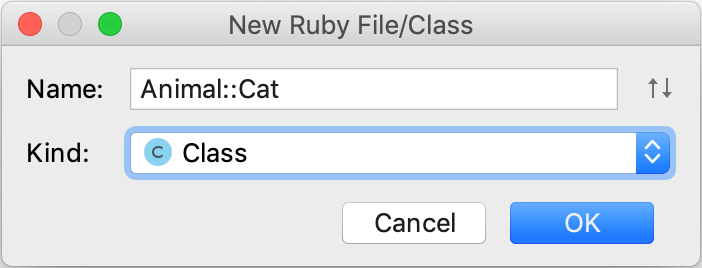 New Ruby File/Class
Name: Animal::Cat
Kind: C Class
Cancel OK